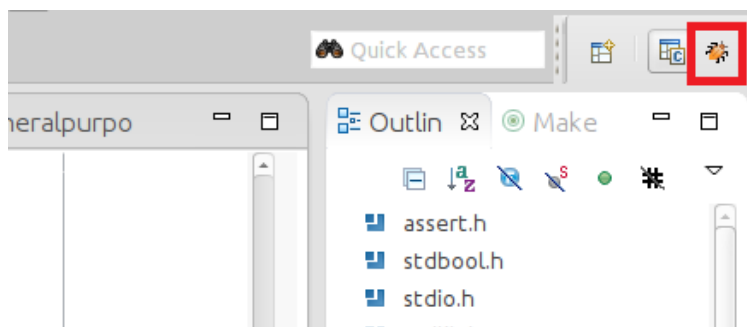 Quick Access
neralpurpo
Outlin
Make
assert.h
stdbool.h
stdio.h